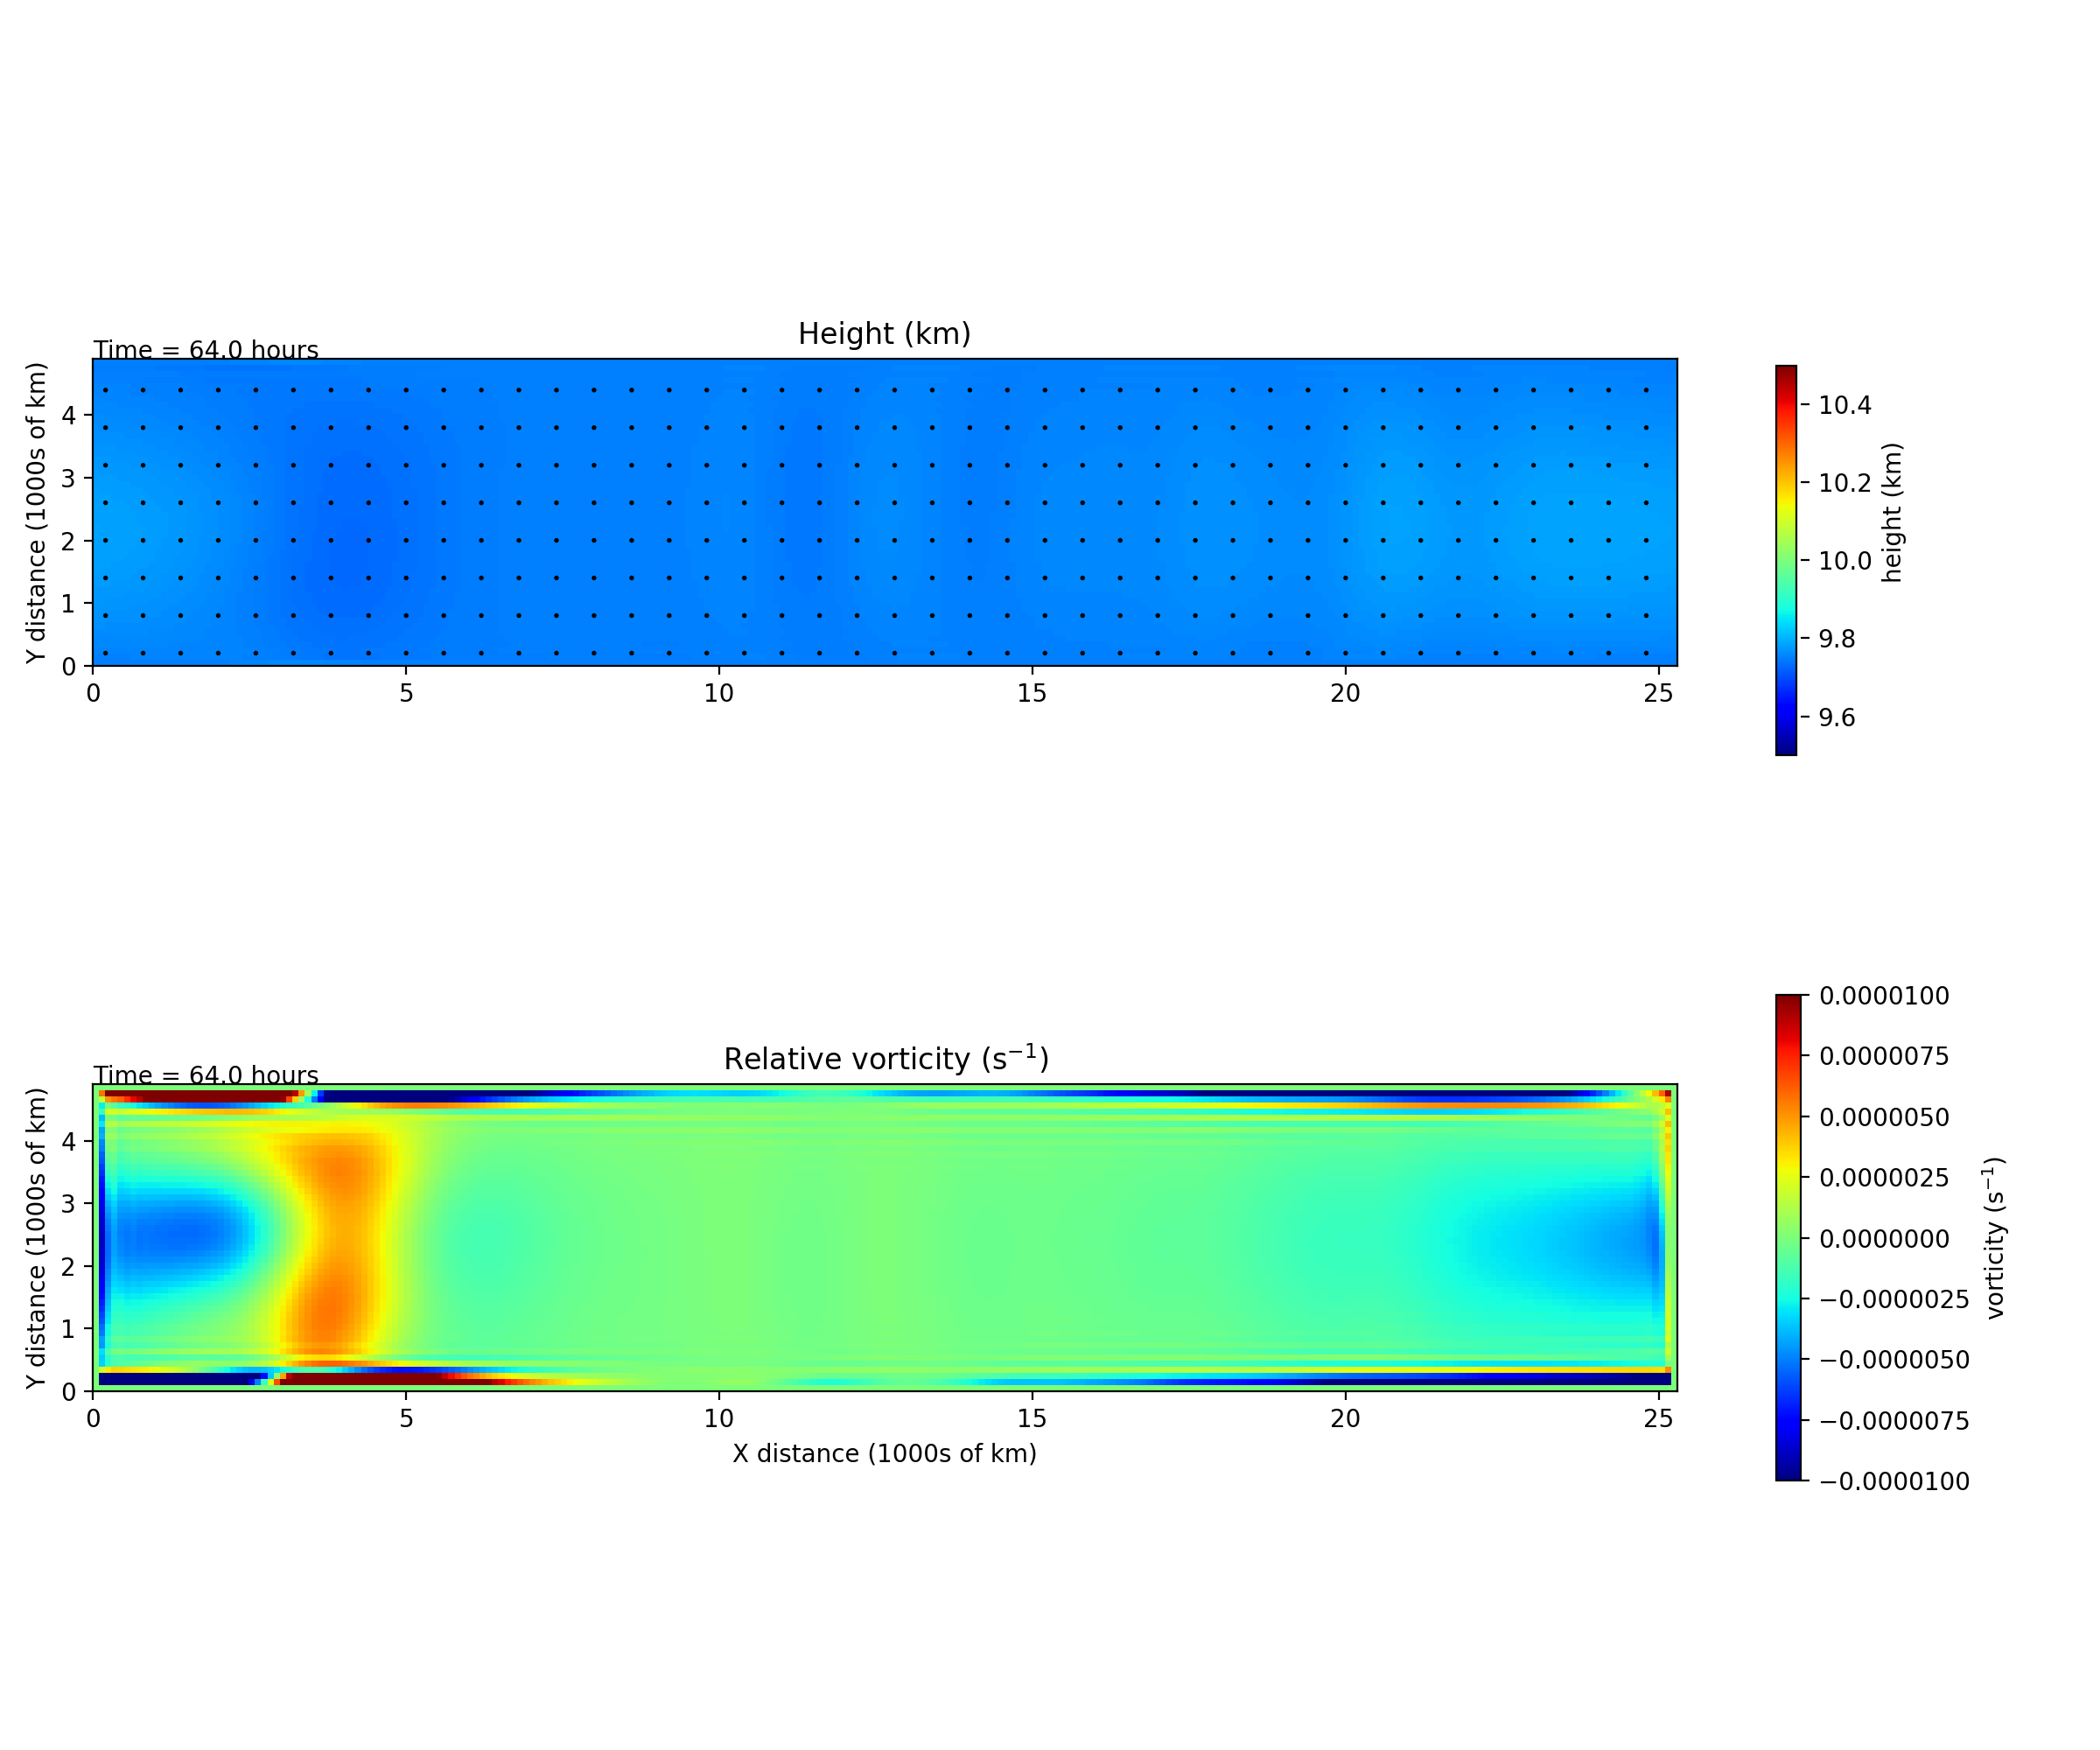 Height (km)
Time = 64.0 hours
Y distance (1000s of km)
4
3
2
1
0
0 5 10 15 20 25
10.4
10.2
10.0
9.8
9.6
height (km)
Relative vorticity (s⁻¹)
Time = 64.0 hours
Y distance (1000s of km)
4
3
2
1
0
0 5 10 15 20 25
X distance (1000s of km)
0.0000100
0.0000075
0.0000050
0.0000025
0.0000000
−0.0000025
−0.0000050
−0.0000075
−0.0000100
vorticity (s⁻¹)